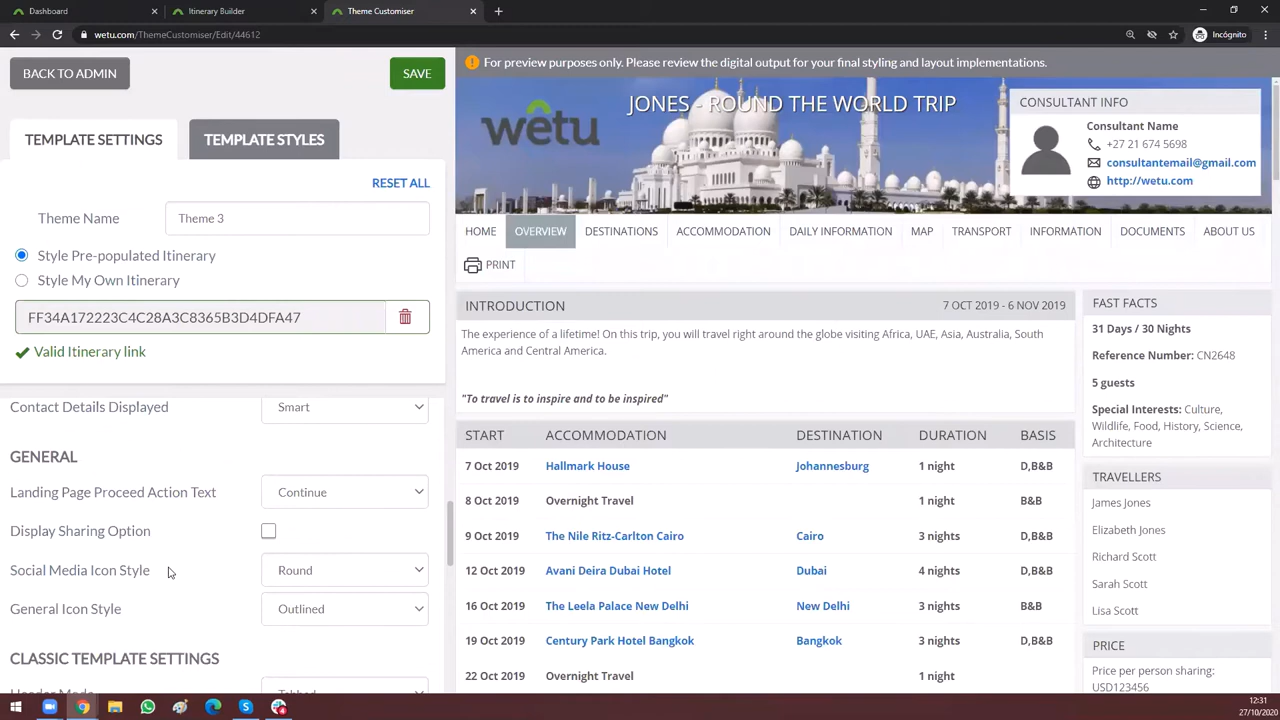 Dashboard
Itinerary Builder
Theme Customiser
wetu.com/ThemeCustomiser/Edit/44612
Incógnito
BACK TO ADMIN
SAVE
TEMPLATE SETTINGS
TEMPLATE STYLES
RESET ALL
Theme Name
Theme 3
Style Pre-populated Itinerary
Style My Own Itinerary
FF34A172223C4C28A3C8365B3D4DFA47
Valid Itinerary link
Contact Details Displayed
Smart
GENERAL
Landing Page Proceed Action Text
Continue
Display Sharing Option
Social Media Icon Style
Round
General Icon Style
Outlined
CLASSIC TEMPLATE SETTINGS
Header Mode
Tabbed
For preview purposes only. Please review the digital output for your final styling and layout implementations.
wetu
JONES - ROUND THE WORLD TRIP
CONSULTANT INFO
Consultant Name
+27 21 674 5698
consultantemail@gmail.com
http://wetu.com
HOME OVERVIEW DESTINATIONS ACCOMMODATION DAILY INFORMATION MAP TRANSPORT INFORMATION DOCUMENTS ABOUT US
PRINT
INTRODUCTION 7 OCT 2019 - 6 NOV 2019
The experience of a lifetime! On this trip, you will travel right around the globe visiting Africa, UAE, Asia, Australia, South
America and Central America.
"To travel is to inspire and to be inspired"
START ACCOMMODATION DESTINATION DURATION BASIS
7 Oct 2019 Hallmark House Johannesburg 1 night D,B&B
8 Oct 2019 Overnight Travel 1 night B&B
9 Oct 2019 The Nile Ritz-Carlton Cairo Cairo 3 nights D,B&B
12 Oct 2019 Avani Deira Dubai Hotel Dubai 4 nights D,B&B
16 Oct 2019 The Leela Palace New Delhi New Delhi 3 nights B&B
19 Oct 2019 Century Park Hotel Bangkok Bangkok 3 nights D,B&B
22 Oct 2019 Overnight Travel 1 night
FAST FACTS
31 Days / 30 Nights
Reference Number: CN2648
5 guests
Special Interests: Culture,
Wildlife, Food, History, Science,
Architecture
TRAVELLERS
James Jones
Elizabeth Jones
Richard Scott
Sarah Scott
Lisa Scott
PRICE
Price per person sharing:
USD123456
12:31
27/10/2020